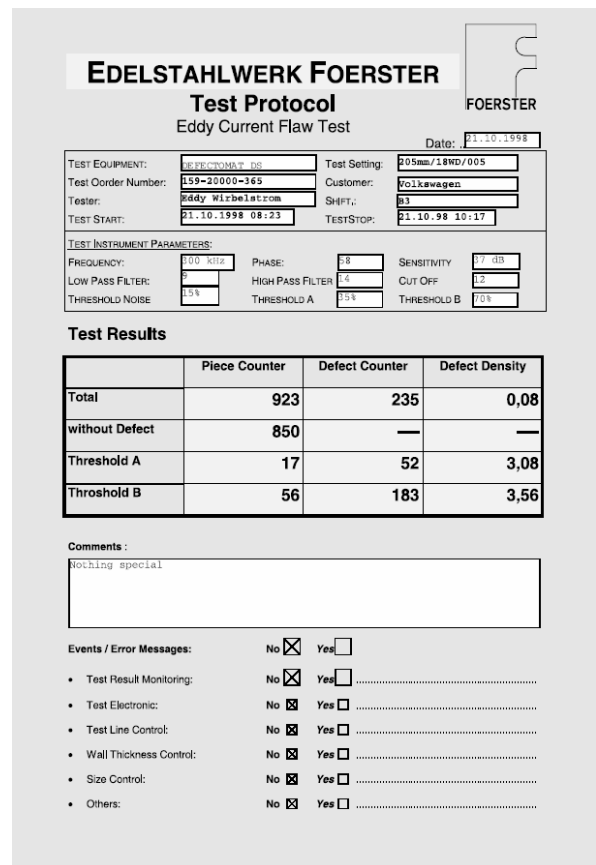 EDELSTAHLWERK FOERSTER
FOERSTER
Test Protocol
Eddy Current Flaw Test
Date: ..21.10.1998
TEST EQUIPMENT: DEFECTOMAT DS Test Setting: 205mm/18WD/005
Test Oorder Number: 159-20000-365 Customer: Volkswagen
Tester: Eddy Wirbelstrom SHIFT,: B3
TEST START: 21.10.1998 08:23 TESTSTOP: 21.10.98 10:17
TEST INSTRUMENT PARAMETERS:
FREQUENCY: 300 kHz PHASE: 58 SENSITIVITY 37 dB
LOW PASS FILTER: 9 HIGH PASS FILTER 14 CUT OFF 12
THRESHOLD NOISE 15% THRESHOLD A 35% THRESHOLD B 70%
Test Results
Piece Counter Defect Counter Defect Density
Total 923 235 0,08
without Defect 850 — —
Threshold A 17 52 3,08
Throshold B 56 183 3,56
Comments :
Nothing special
Events / Error Messages: No Yes
• Test Result Monitoring: No Yes
• Test Electronic: No Yes
• Test Line Control: No Yes
• Wall Thickness Control: No Yes
• Size Control: No Yes
• Others: No Yes